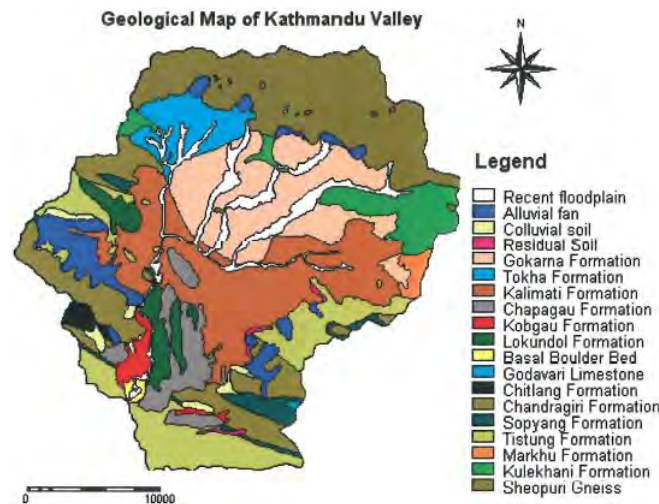 Geological Map of Kathmandu Valley
N
Legend
Recent floodplain
Alluvial fan
Colluvial soil
Residual Soil
Gokarna Formation
Tokha Formation
Kalimati Formation
Chapagau Formation
Kobgau Formation
Lokundol Formation
Basal Boulder Bed
Godavari Limestone
Chitlang Formation
Chandragiri Formation
Sopyang Formation
Tistung Formation
Markhu Formation
Kulekhani Formation
Sheopuri Gneiss
0 10000